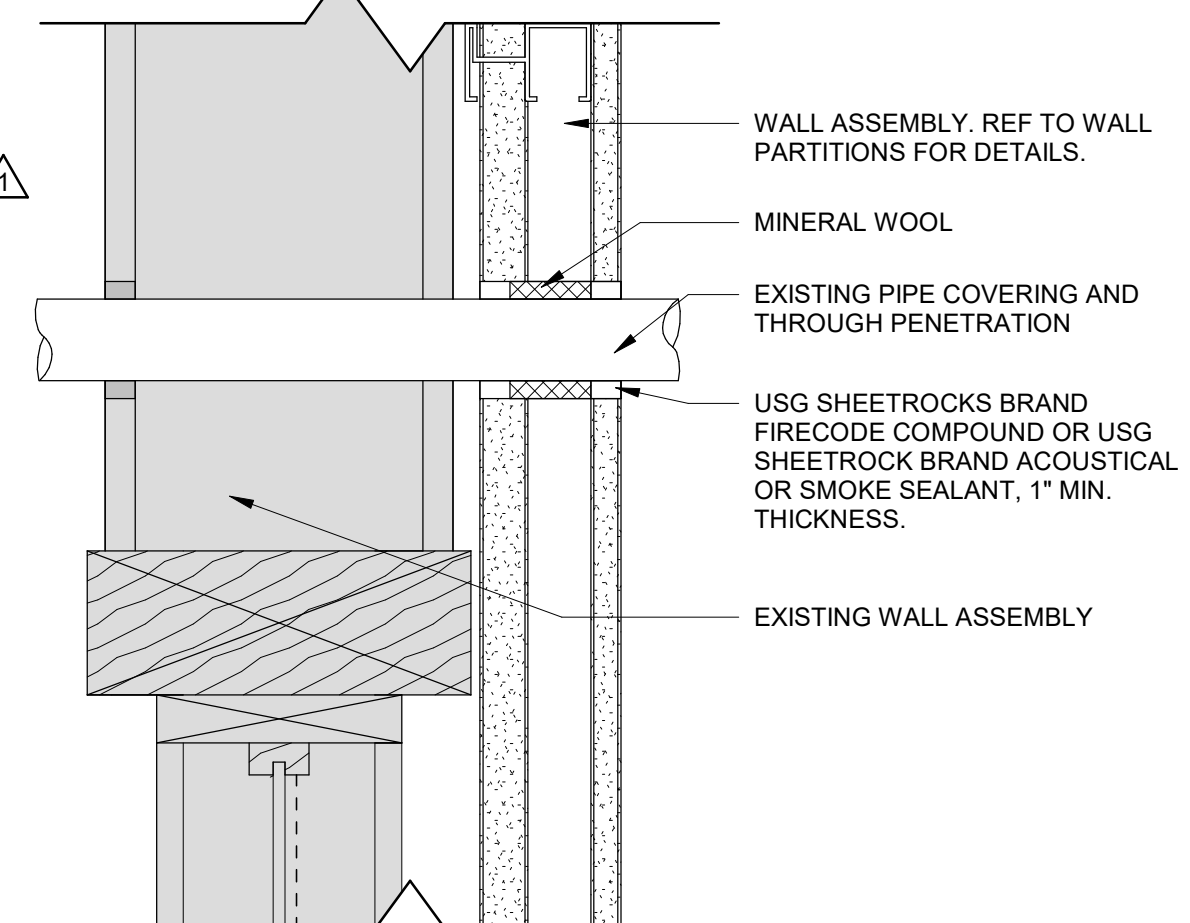 WALL ASSEMBLY. REF TO WALL
PARTITIONS FOR DETAILS.
1
MINERAL WOOL
EXISTING PIPE COVERING AND
THROUGH PENETRATION
USG SHEETROCKS BRAND
FIRECODE COMPOUND OR USG
SHEETROCK BRAND ACOUSTICAL
OR SMOKE SEALANT, 1" MIN.
THICKNESS.
EXISTING WALL ASSEMBLY